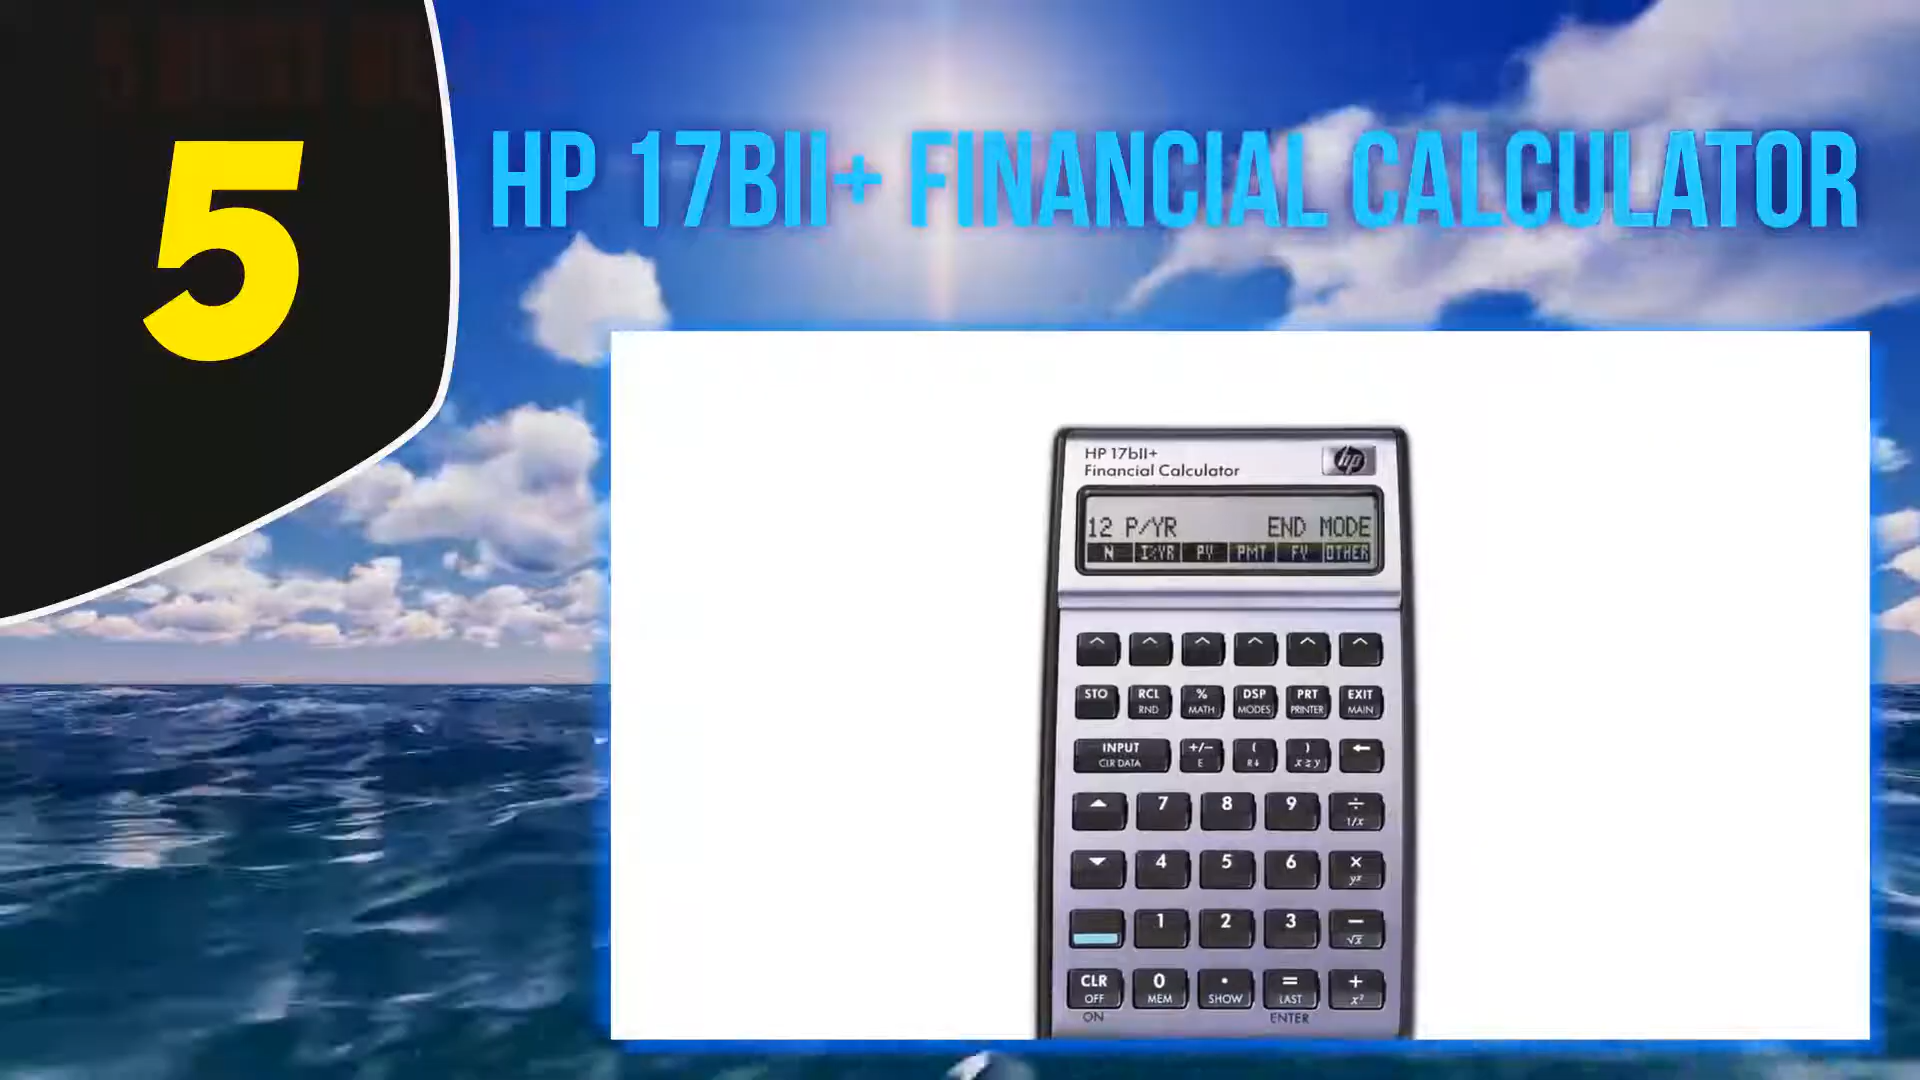 5
HP 17BII+ FINANCIAL CALCULATOR
HP 17bII+
Financial Calculator
hp
12 P/YR END MODE
N I%YR PV PMT FV OTHER
STO RCL % DSP PRT EXIT
RND MATH MODES PRINTER MAIN
INPUT +/- ( ) ←
CLR DATA E R↓ x≷y
7 8 9 ÷
1/x
4 5 6 ×
yˣ
1 2 3 −
√x
CLR 0 · = +
OFF MEM SHOW LAST x²
ON ENTER